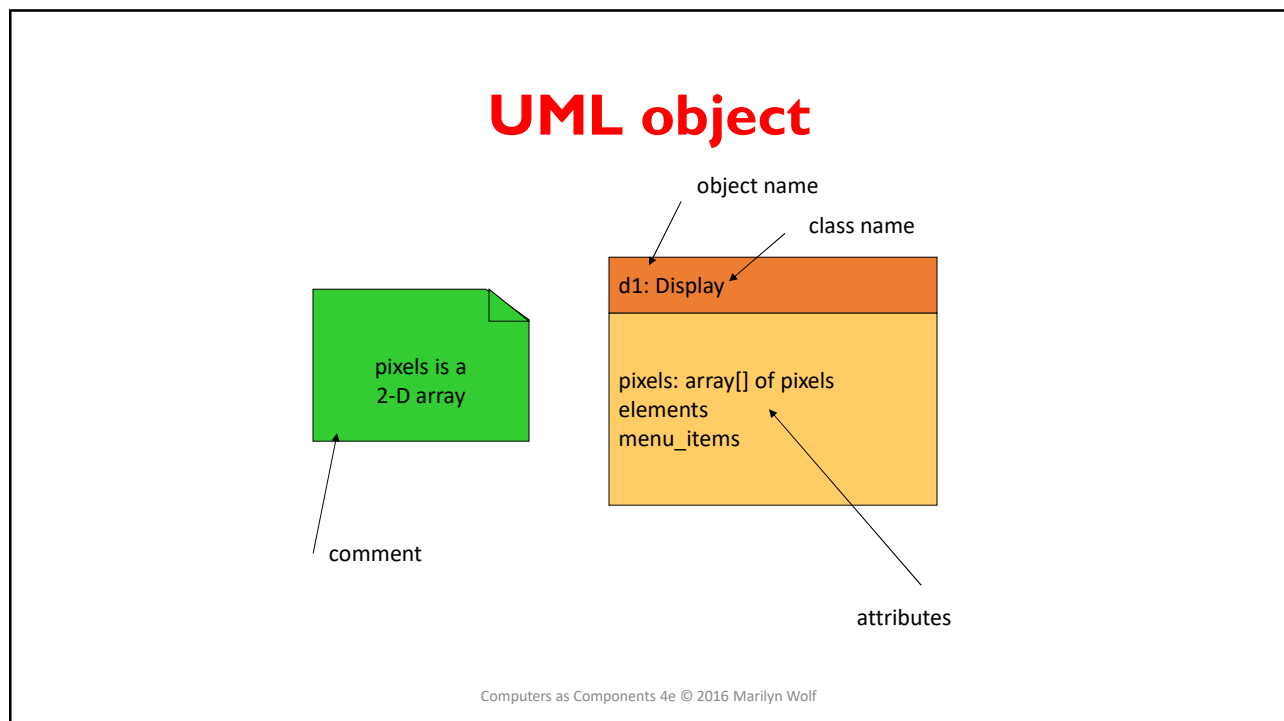 UML object
object name
class name
d1: Display
pixels is a
2-D array
pixels: array[] of pixels
elements
menu_items
comment
attributes
Computers as Components 4e © 2016 Marilyn Wolf